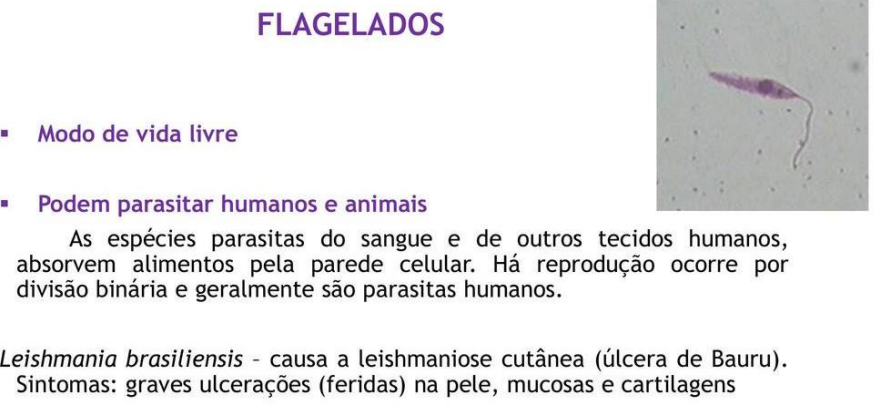 FLAGELADOS
▪ Modo de vida livre
▪ Podem parasitar humanos e animais
As espécies parasitas do sangue e de outros tecidos humanos,
absorvem alimentos pela parede celular. Há reprodução ocorre por
divisão binária e geralmente são parasitas humanos.
Leishmania brasiliensis – causa a leishmaniose cutânea (úlcera de Bauru).
Sintomas: graves ulcerações (feridas) na pele, mucosas e cartilagens